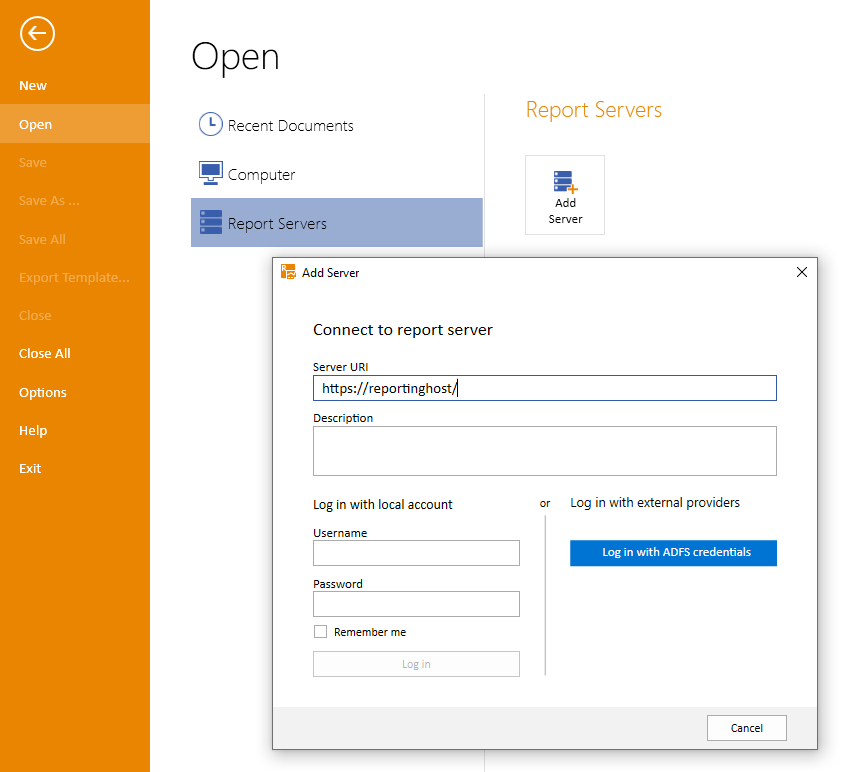 New
Open
Save
Save As ...
Save All
Export Template...
Close
Close All
Options
Help
Exit
Open
Recent Documents
Computer
Report Servers
Report Servers
Add
Server
Add Server
Connect to report server
Server URI
https://reportinghost/
Description
Log in with local account
or
Log in with external providers
Username
Log in with ADFS credentials
Password
Remember me
Log in
Cancel